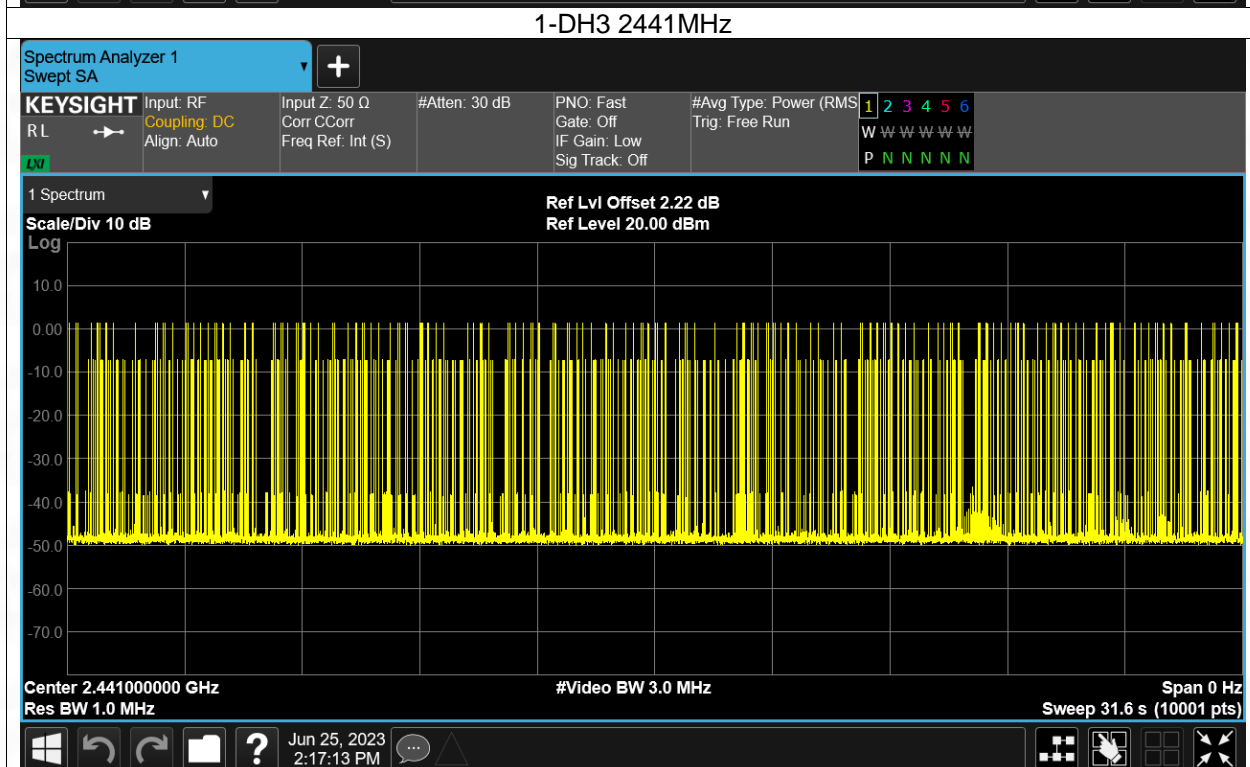 1-DH3 2441MHz
Spectrum Analyzer 1
Swept SA
KEYSIGHT
R L
LXI
Input: RF
Coupling: DC
Align: Auto
Input Z: 50 Ω
Corr CCorr
Freq Ref: Int (S)
#Atten: 30 dB
PNO: Fast
Gate: Off
IF Gain: Low
Sig Track: Off
#Avg Type: Power (RMS
Trig: Free Run
1 2 3 4 5 6
W W W W W W
P N N N N N
1 Spectrum
Scale/Div 10 dB
Ref Lvl Offset 2.22 dB
Ref Level 20.00 dBm
Log
10.0
0.00
-10.0
-20.0
-30.0
-40.0
-50.0
-60.0
-70.0
Center 2.441000000 GHz
#Video BW 3.0 MHz
Span 0 Hz
Res BW 1.0 MHz
Sweep 31.6 s (10001 pts)
?
Jun 25, 2023
2:17:13 PM